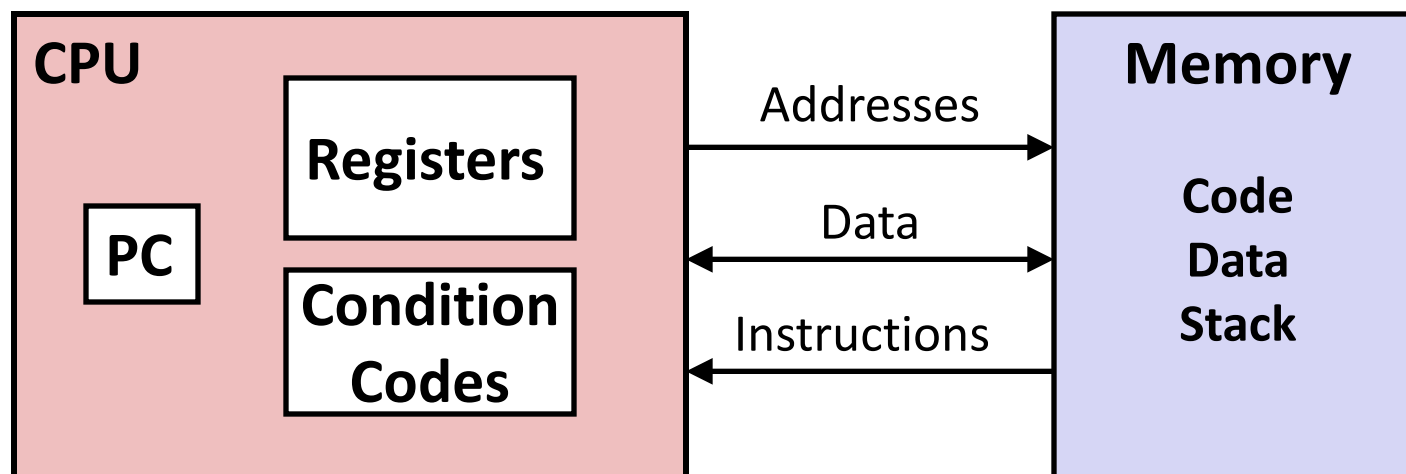 CPU
Registers
PC
Condition
Codes
Addresses
Data
Instructions
Memory
Code
Data
Stack